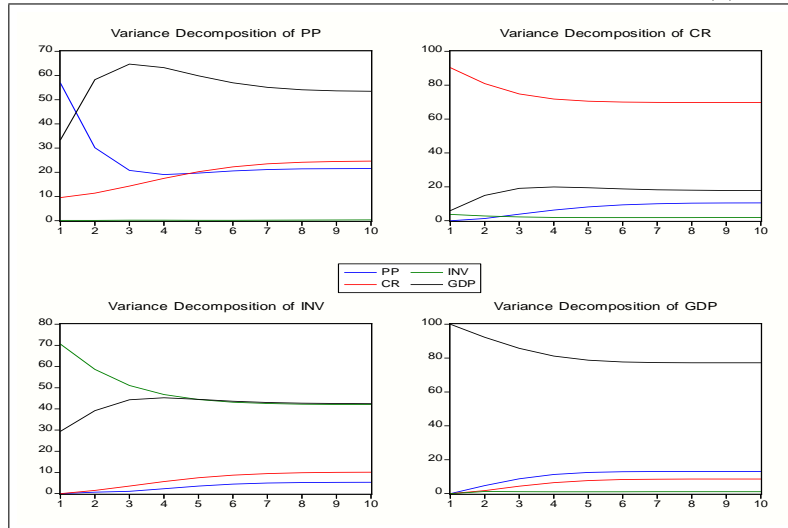 Variance Decomposition of PP
70
60
50
40
30
20
10
0
1 2 3 4 5 6 7 8 9 10
Variance Decomposition of CR
100
80
60
40
20
0
1 2 3 4 5 6 7 8 9 10
PP INV
CR GDP
Variance Decomposition of INV
80
70
60
50
40
30
20
10
0
1 2 3 4 5 6 7 8 9 10
Variance Decomposition of GDP
100
80
60
40
20
0
1 2 3 4 5 6 7 8 9 10